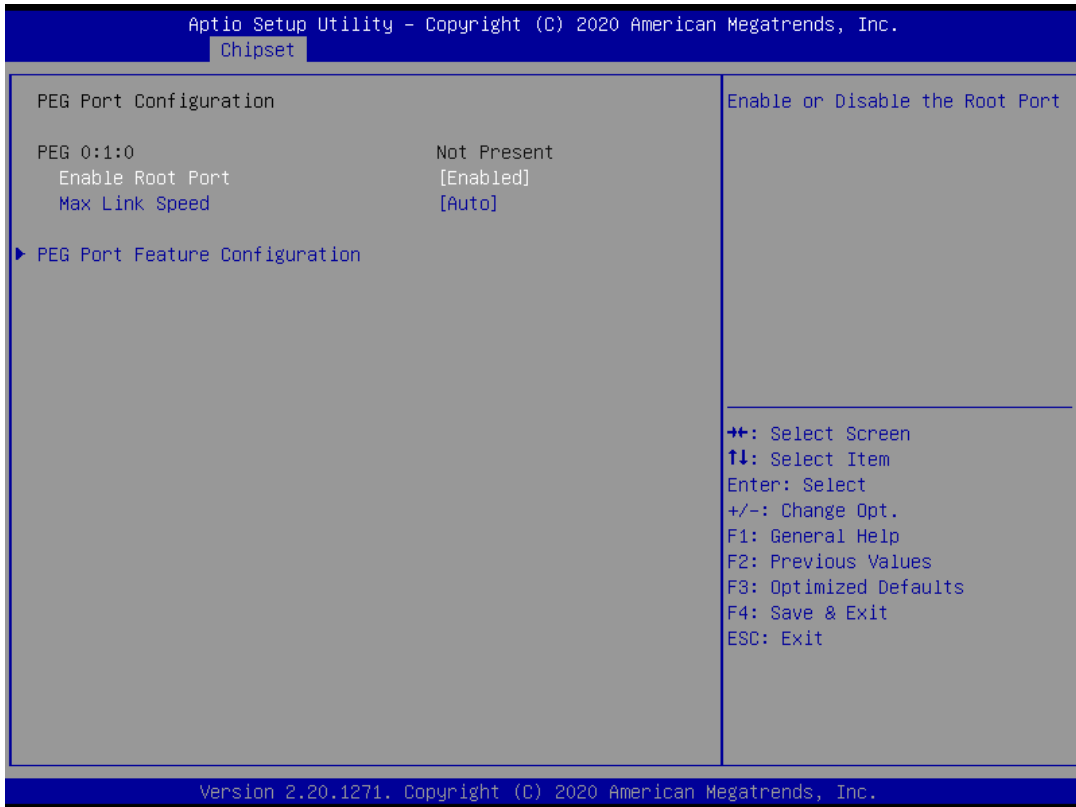 Aptio Setup Utility – Copyright (C) 2020 American Megatrends, Inc.
Chipset
PEG Port Configuration
PEG 0:1:0 Not Present
Enable Root Port [Enabled]
Max Link Speed [Auto]
PEG Port Feature Configuration
Enable or Disable the Root Port
→←: Select Screen
↑↓: Select Item
Enter: Select
+/-: Change Opt.
F1: General Help
F2: Previous Values
F3: Optimized Defaults
F4: Save & Exit
ESC: Exit
Version 2.20.1271. Copyright (C) 2020 American Megatrends, Inc.